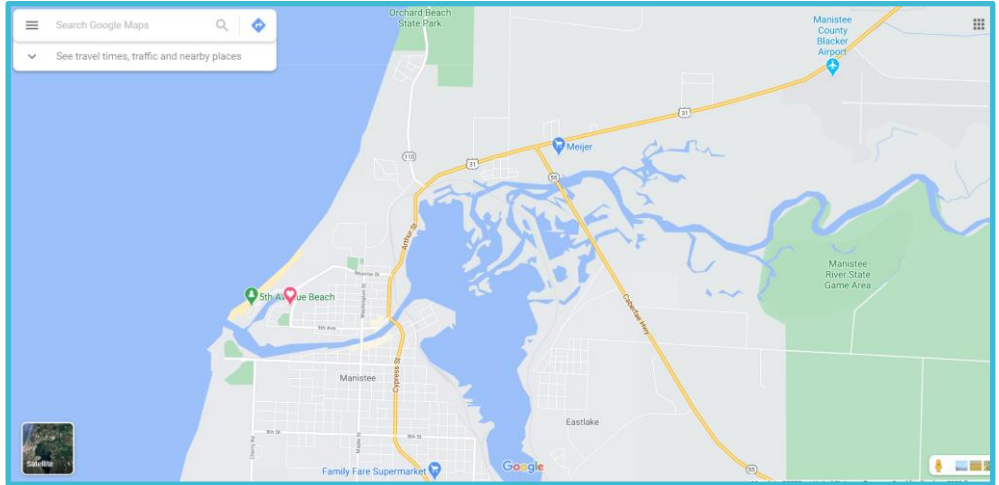 Search Google Maps
See travel times, traffic and nearby places
Orchard Beach
State Park
Manistee
County
Blacker
Airport
31
Meijer
110
31
55
Arthur St
Manistee
River State
Game Area
Monroe St
Washington St
5th Avenue Beach
5th Ave
Caberfae Hwy
Manistee
Cypress St
Eastlake
8th St
8th St
Cherry Rd
Maple St
Satellite
Google
Family Fare Supermarket
55